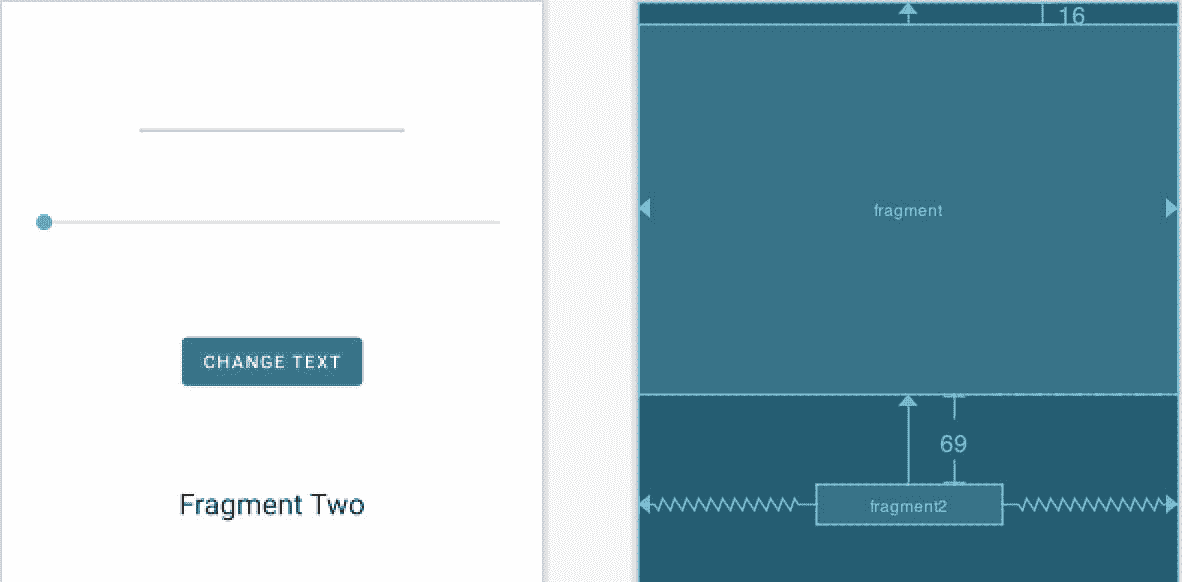 16
fragment
CHANGE TEXT
69
Fragment Two
fragment2